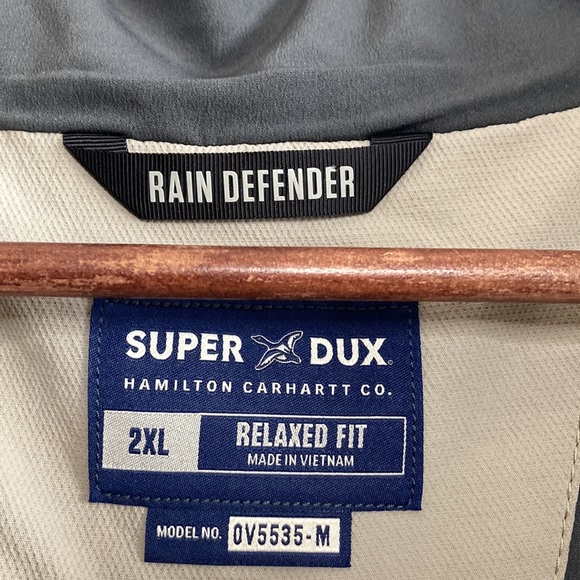 RAIN DEFENDER
SUPER DUX
HAMILTON CARHARTT CO.
2XL RELAXED FIT
MADE IN VIETNAM
MODEL NO. OV5535-M